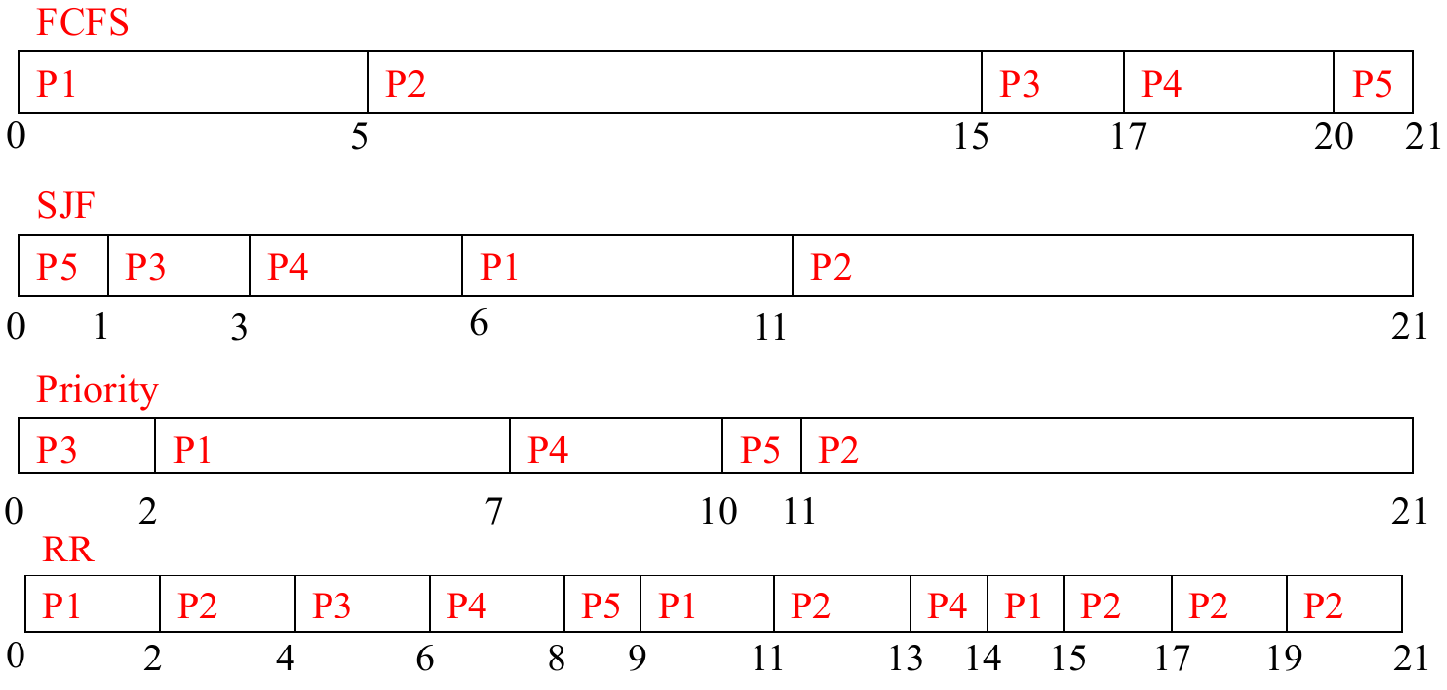 FCFS
P1 P2 P3 P4 P5
0 5 15 17 20 21
SJF
P5 P3 P4 P1 P2
0 1 3 6 11 21
Priority
P3 P1 P4 P5 P2
0 2 7 10 11 21
RR
P1 P2 P3 P4 P5 P1 P2 P4 P1 P2 P2 P2
0 2 4 6 8 9 11 13 14 15 17 19 21